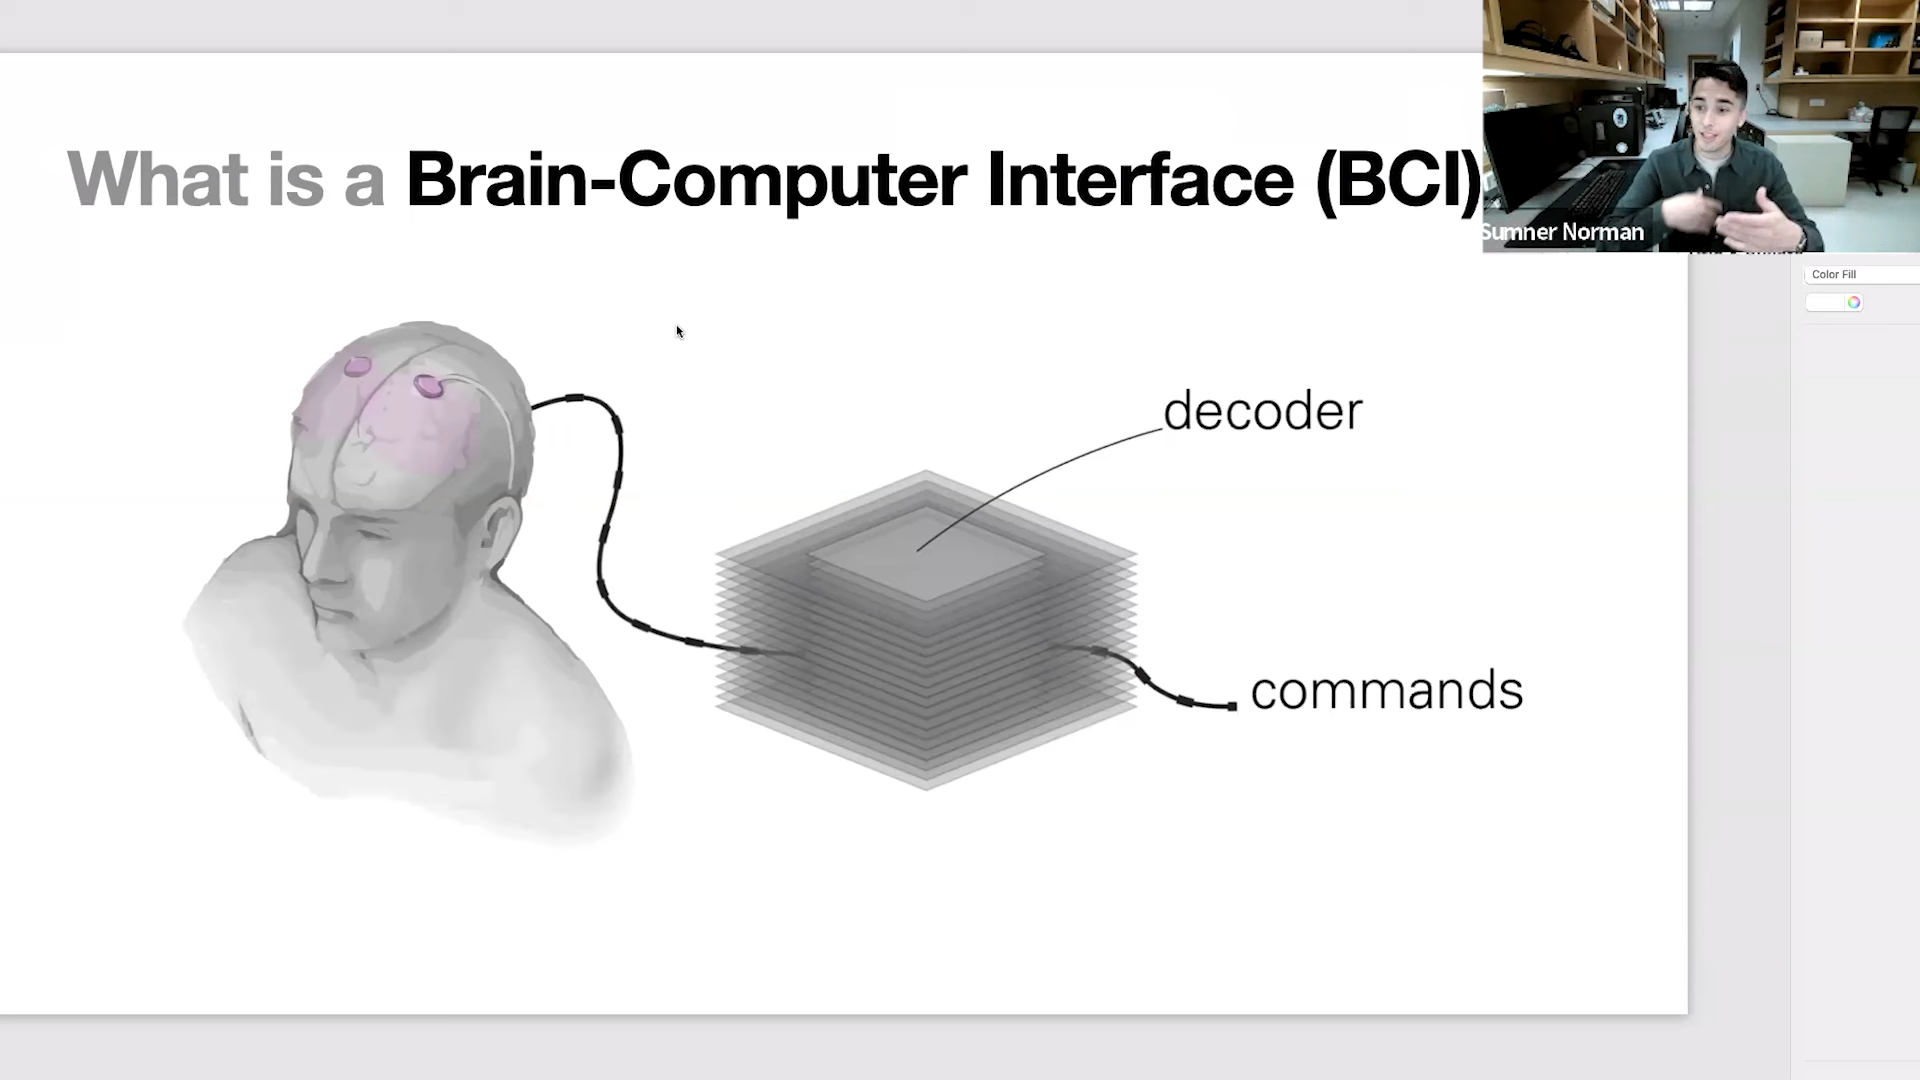 What is a Brain-Computer Interface (BCI)
Sumner Norman
Color Fill
decoder
commands